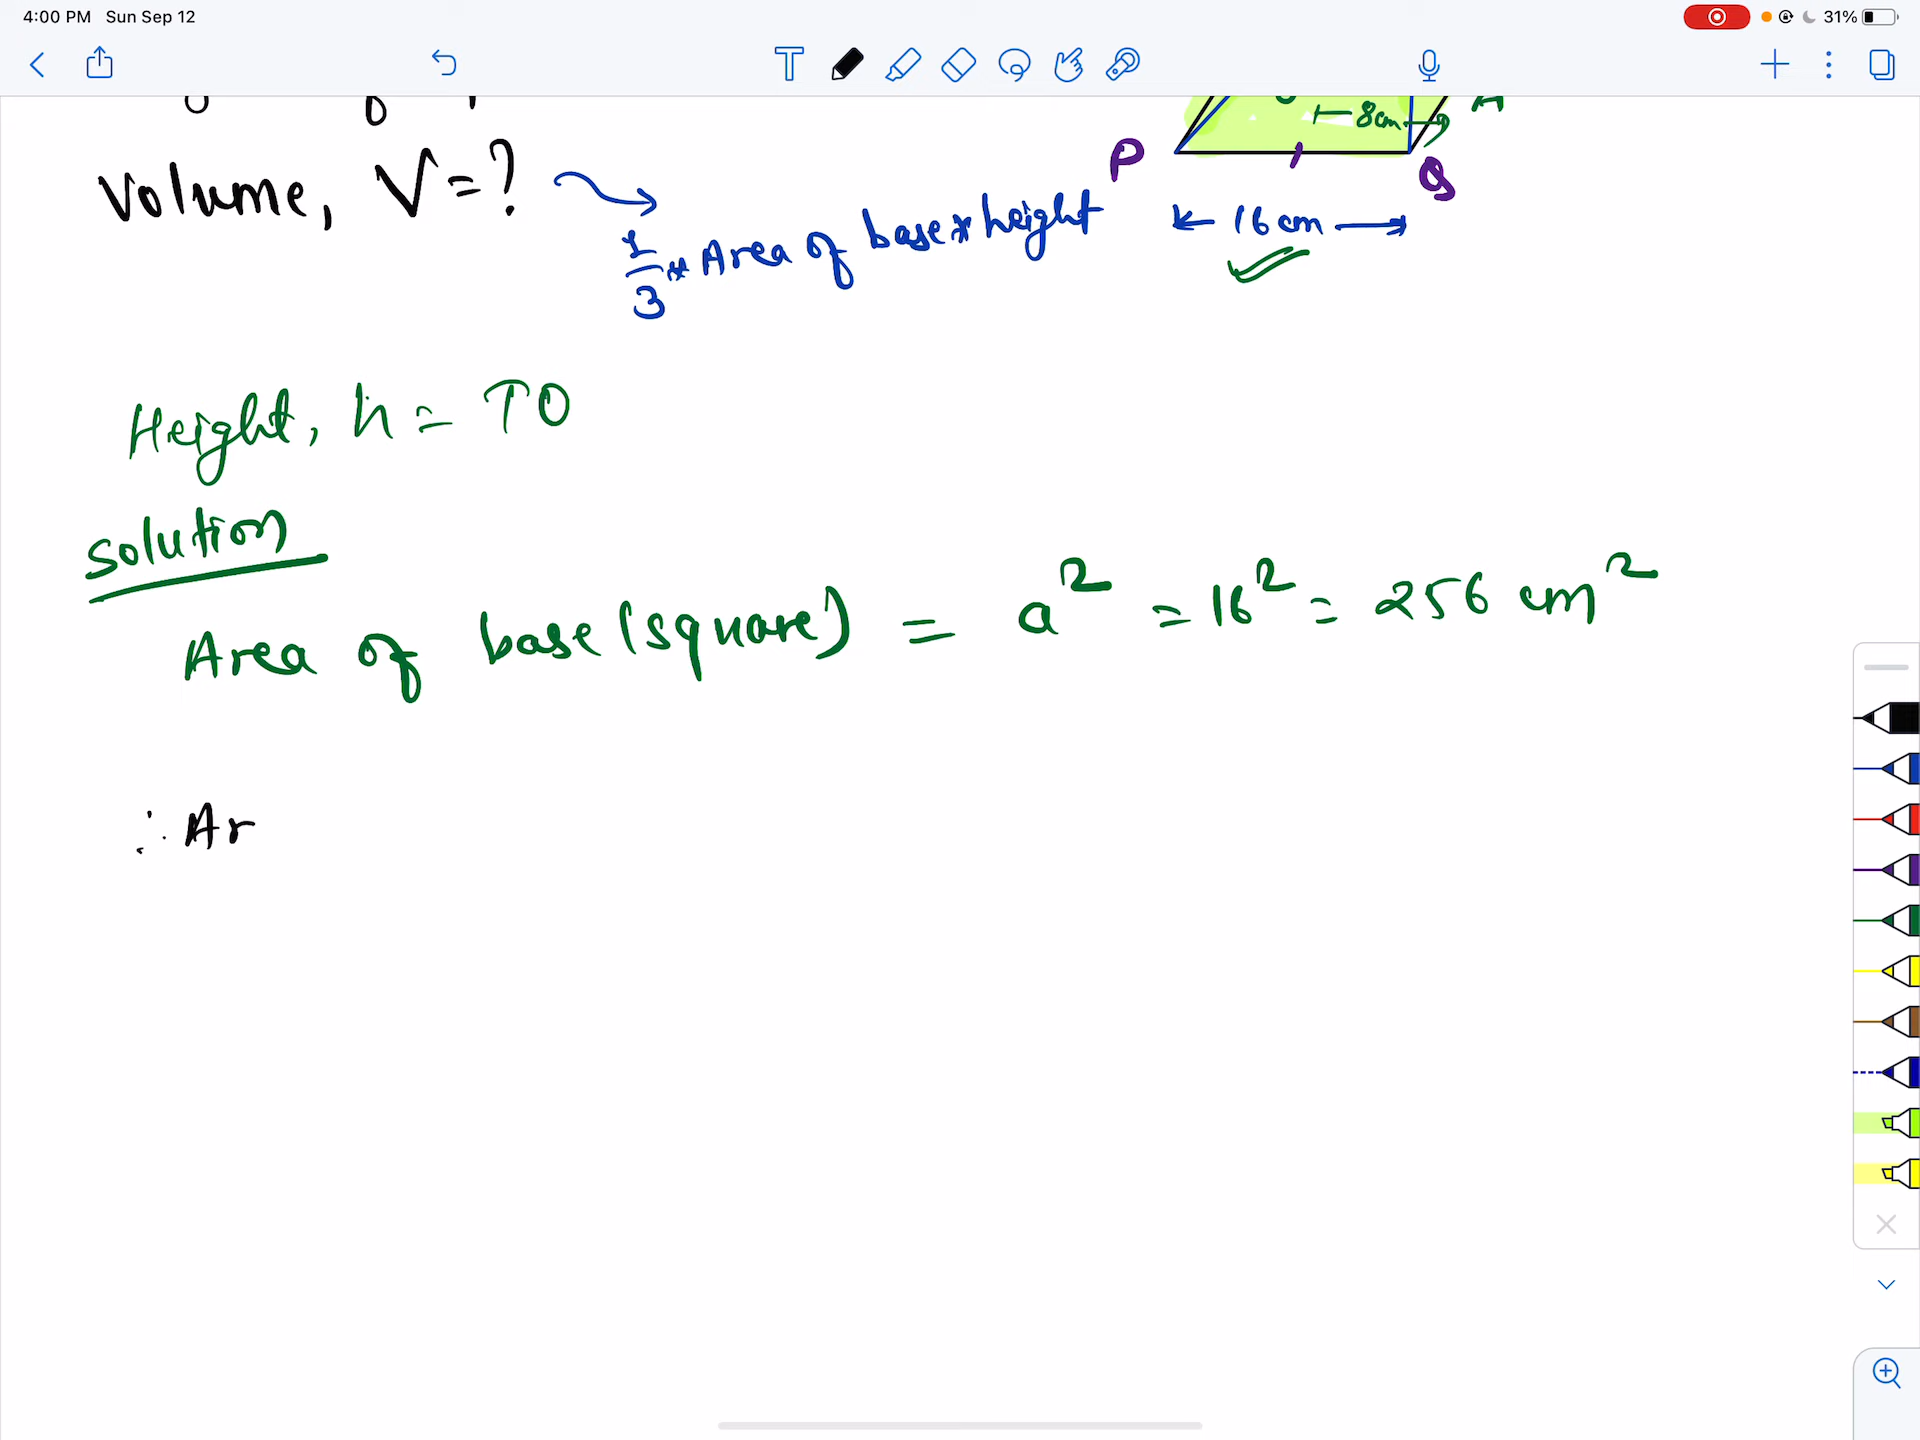 4:00 PM Sun Sep 12
31%
8cm A
P Q
Volume, V=?
16 cm
1/3 * Area of base * height
Height, h = TO
Solution
Area of base (square) = a² = 16² = 256 cm²
∴ Ar